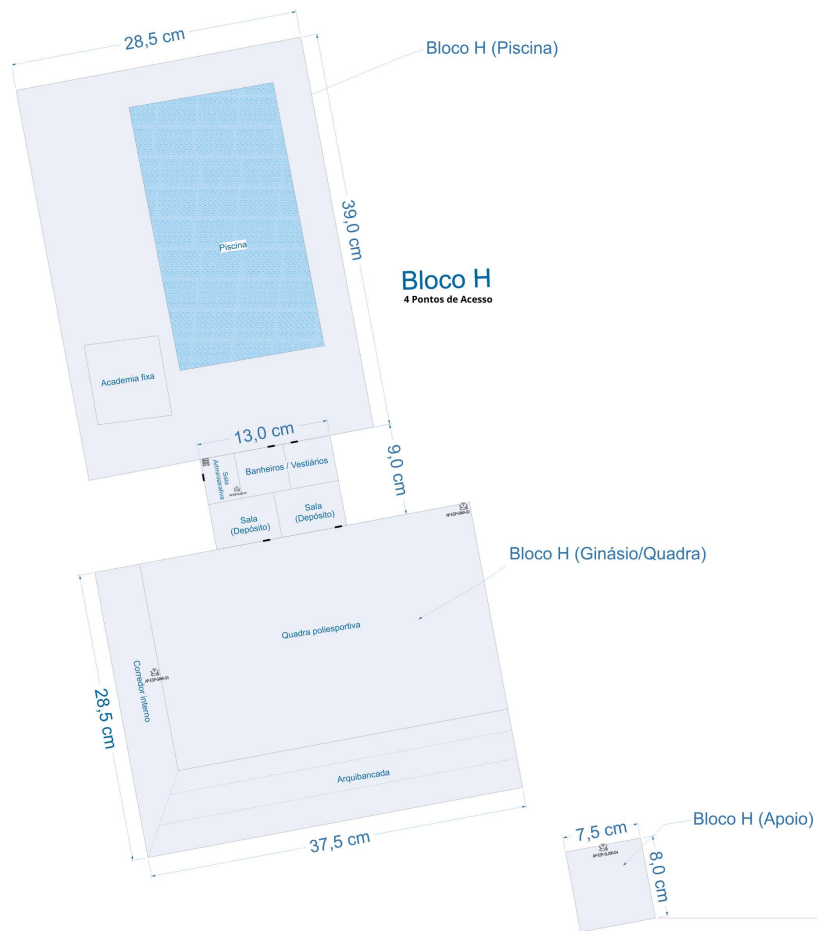 28,5 cm
Bloco H (Piscina)
39,0 cm
Piscina
Bloco H
4 Pontos de Acesso
Academia fixa
13,0 cm
Sala
Administrativa
Banheiros / Vestiários
9,0 cm
Sala
(Depósito)
Sala
(Depósito)
Bloco H (Ginásio/Quadra)
Quadra poliesportiva
Corredor interno
28,5 cm
Arquibancada
37,5 cm
Bloco H (Apoio)
7,5 cm
8,0 cm